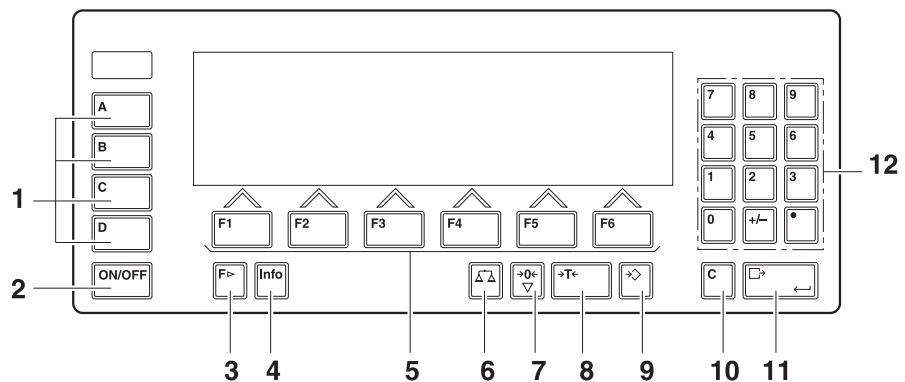 A
B
C
D
1
ON/OFF
2
F1 F2 F3 F4 F5 F6
F▹ Info
→0←
▽
→T←
→◇
7 8 9
4 5 6
1 2 3
0 +/– •
12
C
3 4 5 6 7 8 9 10 11